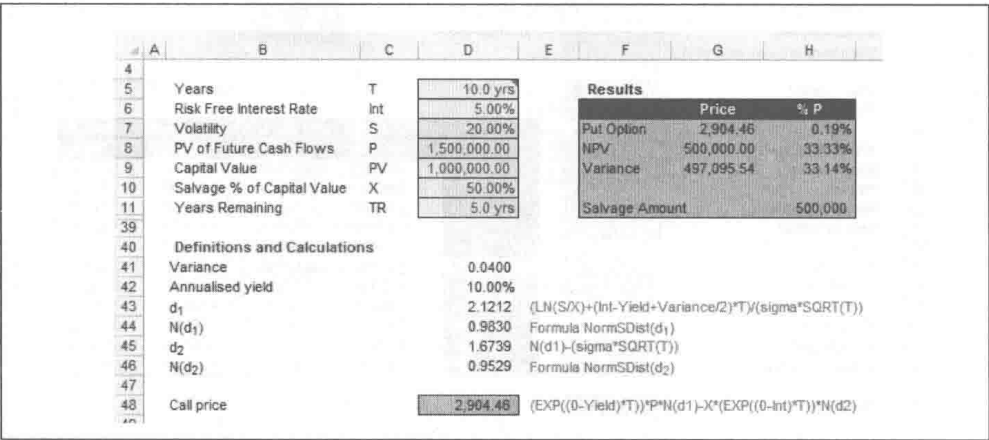 A B C D E F G H
4
5 Years T 10.0 yrs Results
6 Risk Free Interest Rate Int 5.00% Price % P
7 Volatility S 20.00% Put Option 2,904.46 0.19%
8 PV of Future Cash Flows P 1,500,000.00 NPV 500,000.00 33.33%
9 Capital Value PV 1,000,000.00 Variance 497,095.54 33.14%
10 Salvage % of Capital Value X 50.00%
11 Years Remaining TR 5.0 yrs Salvage Amount 500,000
39
40 Definitions and Calculations
41 Variance 0.0400
42 Annualised yield 10.00%
43 d1 2.1212 (LN(S/X)+(Int-Yield+Variance/2)*T)/(sigma*SQRT(T))
44 N(d1) 0.9830 Formula NormSDist(d1)
45 d2 1.6739 N(d1)-(sigma*SQRT(T))
46 N(d2) 0.9529 Formula NormSDist(d2)
47
48 Call price 2,904.46 (EXP((0-Yield)*T))*P*N(d1)-X*(EXP((0-Int)*T))*N(d2)